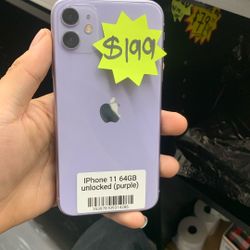 $199
IPhone 11 64GB
unlocked (purple)